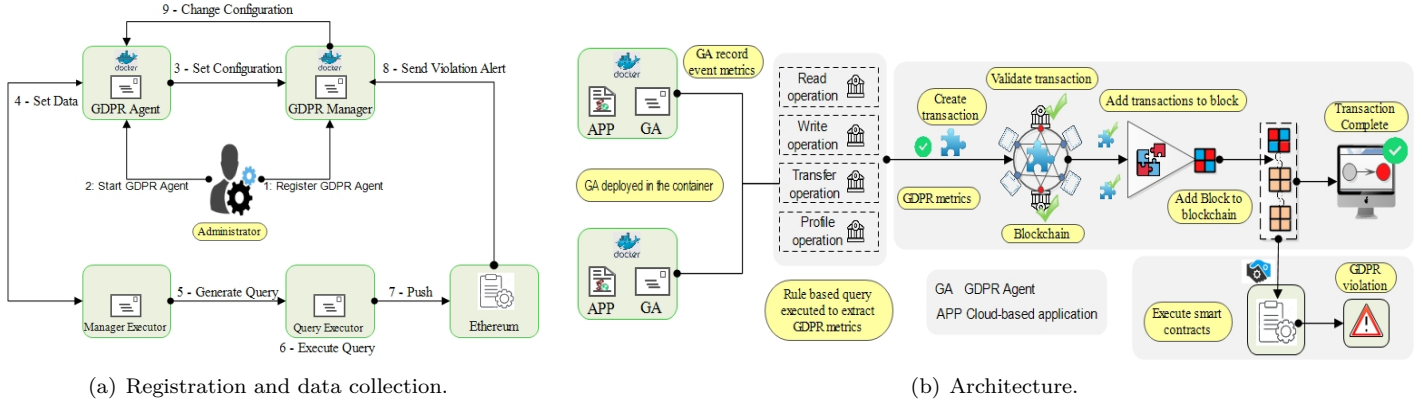 9 - Change Configuration
docker
GDPR Agent
3 - Set Configuration
docker
GDPR Manager
8 - Send Violation Alert
4 - Set Data
2: Start GDPR Agent
1: Register GDPR Agent
Administrator
Manager Executor
5 - Generate Query
Query Executor
6 - Execute Query
7 - Push
Ethereum
(a) Registration and data collection.
docker
APP
GA
GA record
event metrics
GA deployed in the container
docker
APP
GA
Read
operation
Write
operation
Transfer
operation
Profile
operation
Rule based query
executed to extract
GDPR metrics
Create
transaction
GDPR metrics
Validate transaction
Blockchain
Add transactions to block
Add Block to
blockchain
Transaction
Complete
GA GDPR Agent
APP Cloud-based application
Execute smart
contracts
GDPR
violation
(b) Architecture.